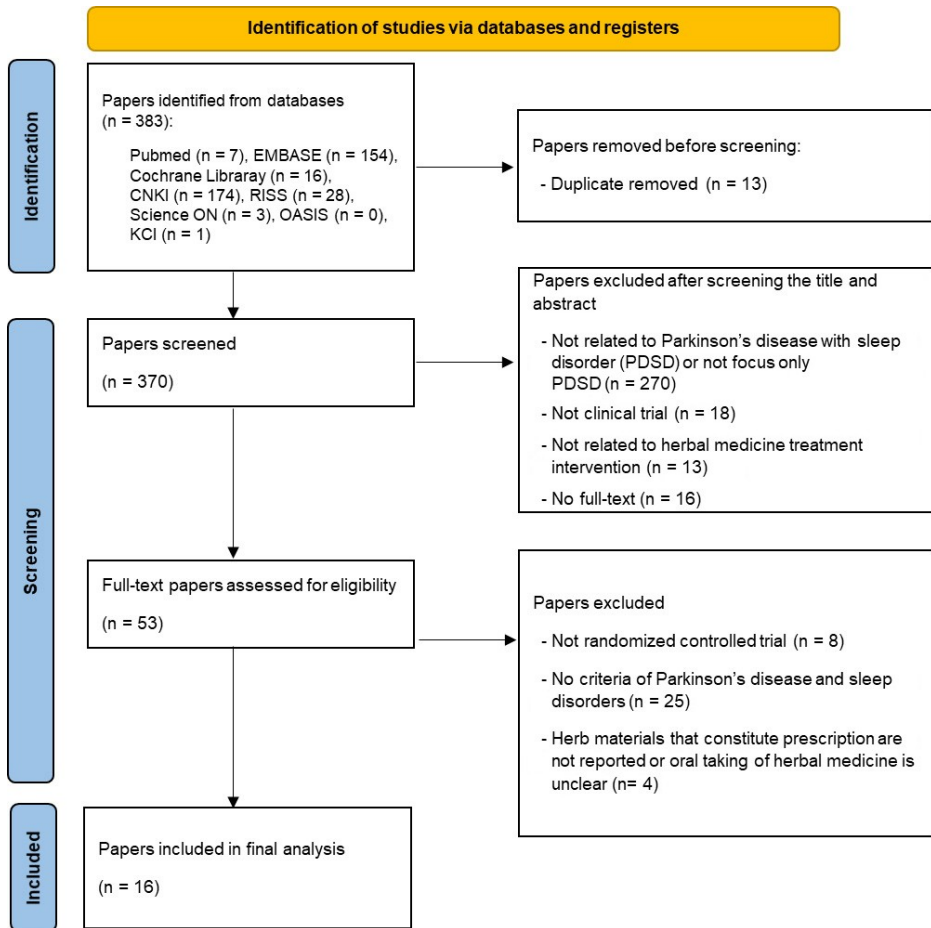 Identification of studies via databases and registers
Identification
Papers identified from databases
(n = 383):
Pubmed (n = 7), EMBASE (n = 154),
Cochrane Libraray (n = 16),
CNKI (n = 174), RISS (n = 28),
Science ON (n = 3), OASIS (n = 0),
KCI (n = 1)
Papers removed before screening:
- Duplicate removed (n = 13)
Screening
Papers screened
(n = 370)
Papers excluded after screening the title and
abstract
- Not related to Parkinson's disease with sleep
disorder (PDSD) or not focus only
PDSD (n = 270)
- Not clinical trial (n = 18)
- Not related to herbal medicine treatment
intervention (n = 13)
- No full-text (n = 16)
Full-text papers assessed for eligibility
(n = 53)
Papers excluded
- Not randomized controlled trial (n = 8)
- No criteria of Parkinson's disease and sleep
disorders (n = 25)
- Herb materials that constitute prescription are
not reported or oral taking of herbal medicine is
unclear (n= 4)
Included
Papers included in final analysis
(n = 16)